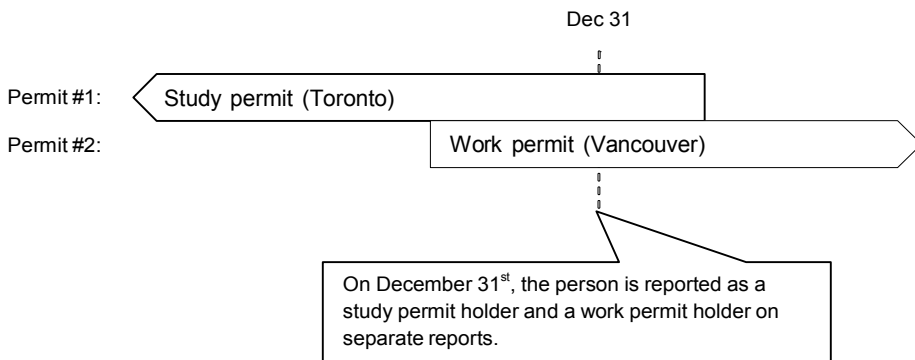 Dec 31
Permit #1:
Study permit (Toronto)
Permit #2:
Work permit (Vancouver)
On December 31st, the person is reported as a
study permit holder and a work permit holder on
separate reports.